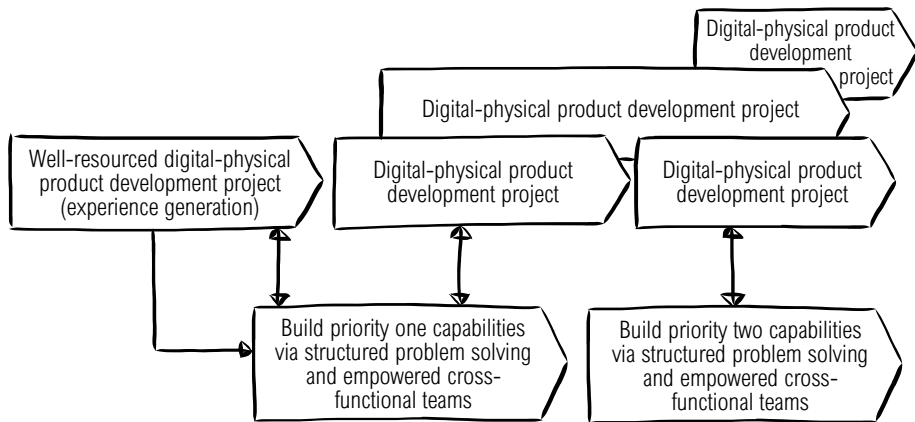 Digital-physical product
development
project
Digital-physical product development project
Well-resourced digital-physical
product development project
(experience generation)
Digital-physical product
development project
Digital-physical product
development project
Build priority one capabilities
via structured problem solving
and empowered cross-
functional teams
Build priority two capabilities
via structured problem solving
and empowered cross-
functional teams